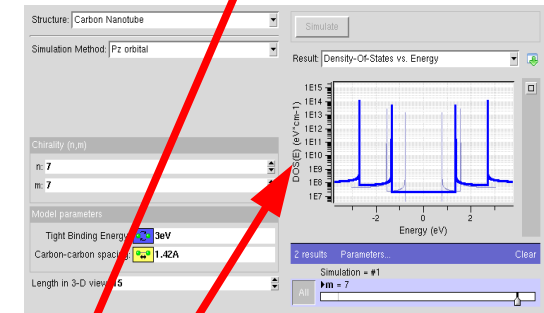 Structure: Carbon Nanotube
Simulation Method: Pz orbital
Chirality (n,m)
n: 7
m: 7
Model parameters
Tight Binding Energy: 3eV
Carbon-carbon spacing: 1.42A
Length in 3-D view: 15
Simulate
Result: Density-Of-States vs. Energy
DOS(E) (eV*cm-1)
1E15
1E14
1E13
1E12
1E11
1E10
1E9
1E8
1E7
-2 0 2
Energy (eV)
2 results Parameters... Clear
Simulation = #1
All m = 7